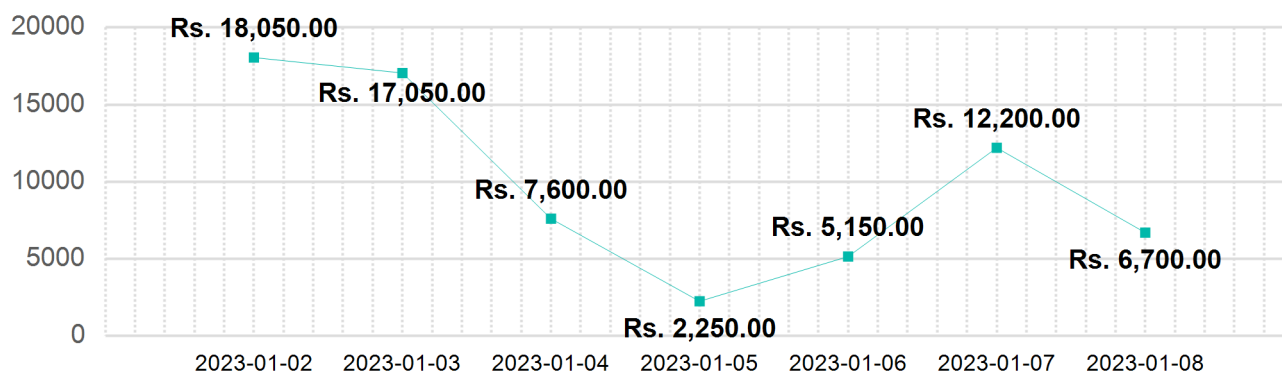 20000
Rs. 18,050.00
Rs. 17,050.00
15000
Rs. 12,200.00
10000
Rs. 7,600.00
Rs. 5,150.00
5000
Rs. 6,700.00
Rs. 2,250.00
0
2023-01-02 2023-01-03 2023-01-04 2023-01-05 2023-01-06 2023-01-07 2023-01-08